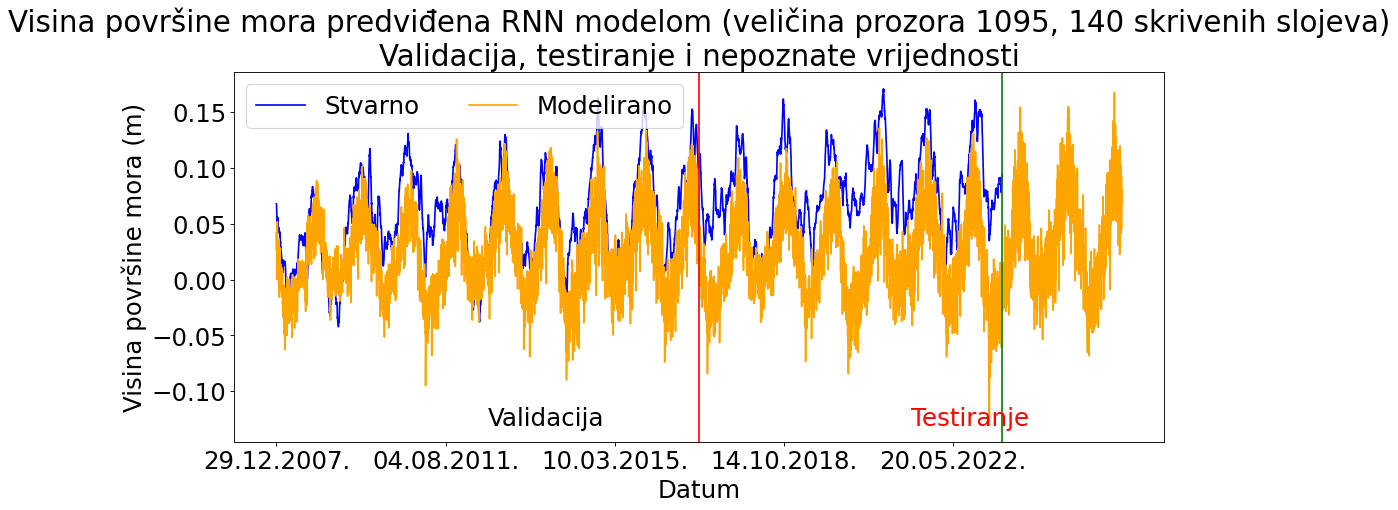 Visina površine mora predviđena RNN modelom (veličina prozora 1095, 140 skrivenih slojeva)
Validacija, testiranje i nepoznate vrijednosti
Stvarno Modelirano
Visina površine mora (m)
0.15
0.10
0.05
0.00
−0.05
−0.10
Validacija Testiranje
29.12.2007. 04.08.2011. 10.03.2015. 14.10.2018. 20.05.2022.
Datum